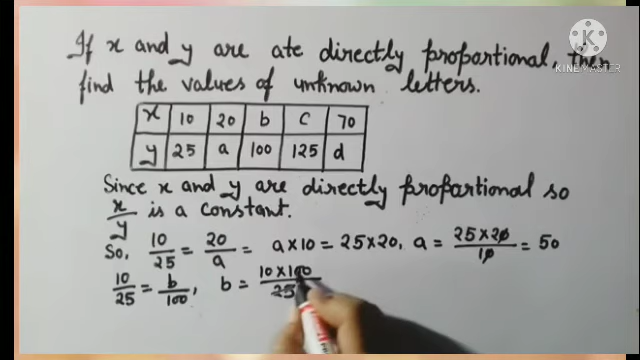 If x and y are ate directly propartional, then
K
KINEMASTER
find the values of unknown letters.
x 10 20 b c 70
y 25 a 100 125 d
Since x and y are directly propartional so
x/y is a constant.
So, 10/25 = 20/a = a×10 = 25×20, a = 25×20/10 = 50
10/25 = b/100, b = 10×100/25